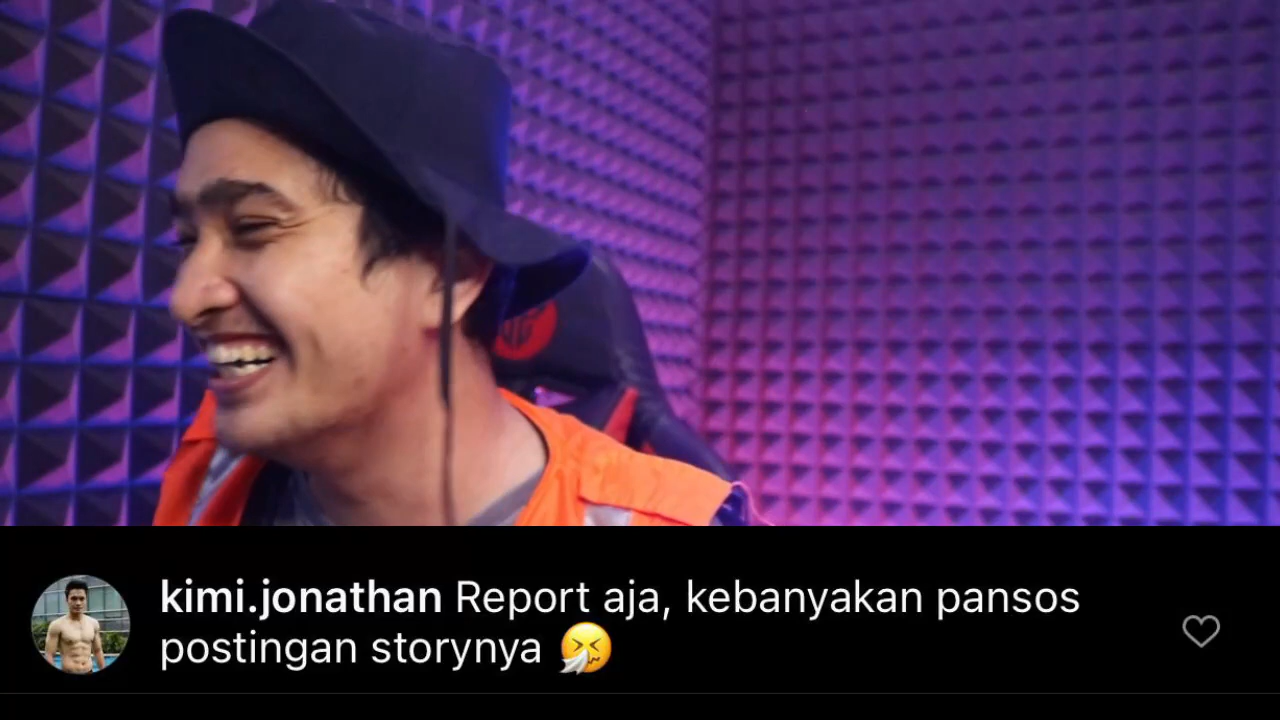 kimi.jonathan Report aja, kebanyakan pansos
postingan storynya 🤧